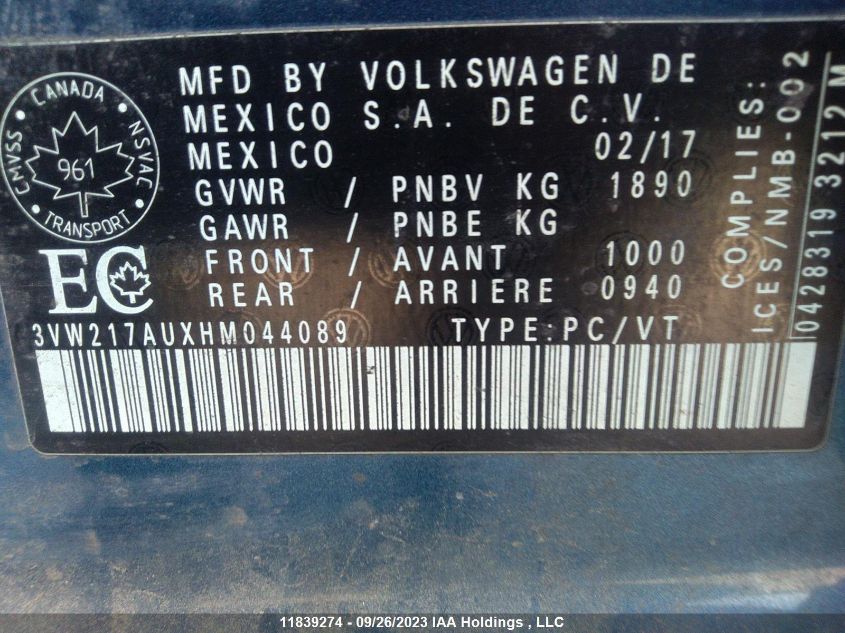 MFD BY VOLKSWAGEN DE
MEXICO S.A. DE C.V.
MEXICO 02/17
GVWR / PNBV KG 1890
GAWR / PNBE KG
FRONT / AVANT 1000
REAR / ARRIERE 0940
3VW217AUXHM044089 TYPE:PC/VT
CANADA
CMVSS NSVAC
961
TRANSPORT
EC
COMPLIES:
ICES/NMB-002
0428319 3212 M
11839274 - 09/26/2023 IAA Holdings , LLC